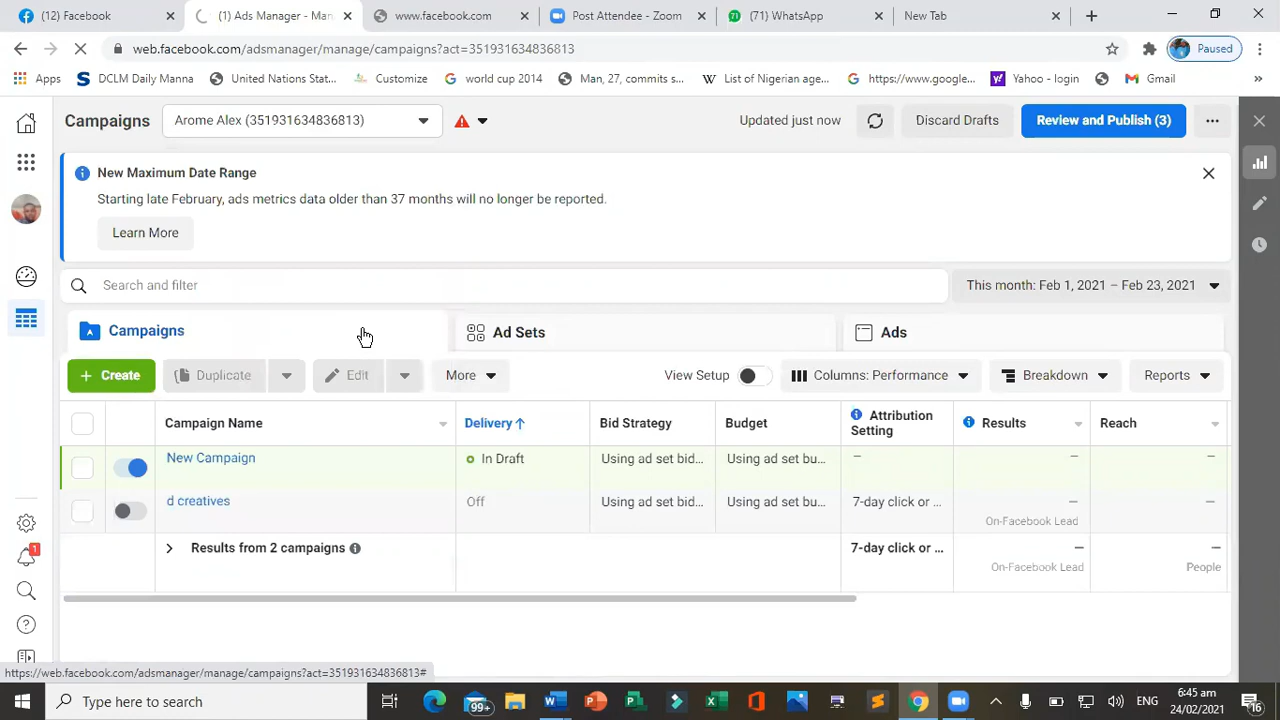 (12) Facebook
(1) Ads Manager - Man
www.facebook.com
Post Attendee - Zoom
(71) WhatsApp
New Tab
web.facebook.com/adsmanager/manage/campaigns?act=351931634836813
Paused
Apps
DCLM Daily Manna
United Nations Stat...
Customize
world cup 2014
Man, 27, commits s...
List of Nigerian age...
https://www.google...
Yahoo - login
Gmail
»
Campaigns
Arome Alex (351931634836813)
Updated just now
Discard Drafts
Review and Publish (3)
New Maximum Date Range
Starting late February, ads metrics data older than 37 months will no longer be reported.
Learn More
Search and filter
This month: Feb 1, 2021 – Feb 23, 2021
Campaigns
Ad Sets
Ads
+ Create
Duplicate
Edit
More
View Setup
Columns: Performance
Breakdown
Reports
Campaign Name
Delivery ↑
Bid Strategy
Budget
Attribution Setting
Results
Reach
New Campaign
In Draft
Using ad set bid...
Using ad set bu...
–
–
–
d creatives
Off
Using ad set bid...
Using ad set bu...
7-day click or ...
–
On-Facebook Lead
–
Results from 2 campaigns
7-day click or ...
–
On-Facebook Lead
–
People
1
https://web.facebook.com/adsmanager/manage/campaigns?act=351931634836813#
Type here to search
99+
ENG
6:45 am
24/02/2021
16